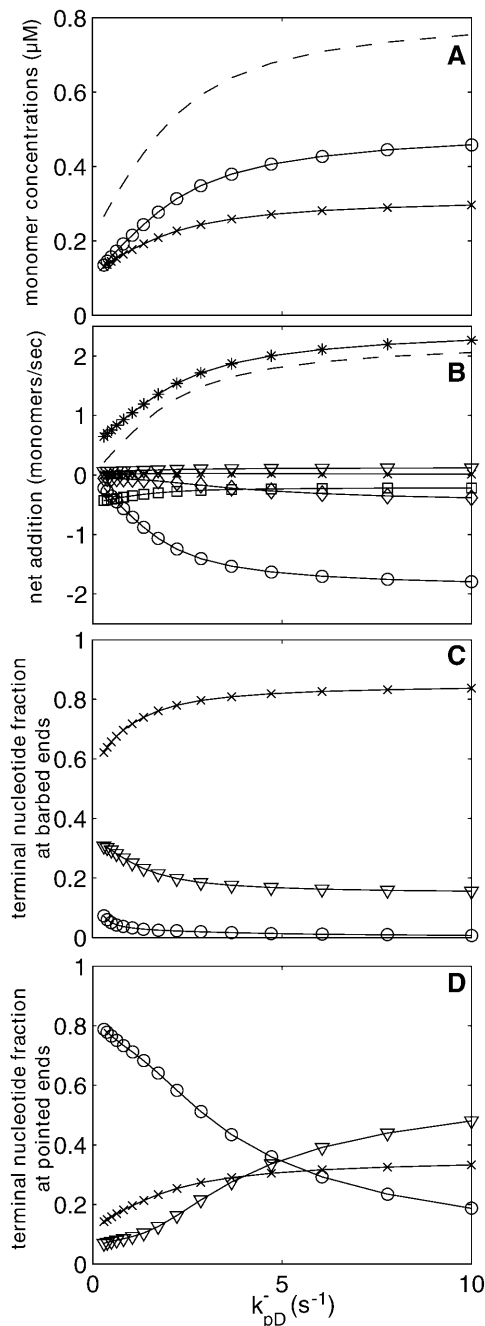 0.8
A
0.6
0.4
0.2
0
monomer concentrations (μM)
B
2
1
0
-1
-2
net addition (monomers/sec)
1
C
0.8
0.6
0.4
0.2
0
terminal nucleotide fraction
at barbed ends
1
D
0.8
0.6
0.4
0.2
0
terminal nucleotide fraction
at pointed ends
0
5
10
k⁻pD (s⁻¹)